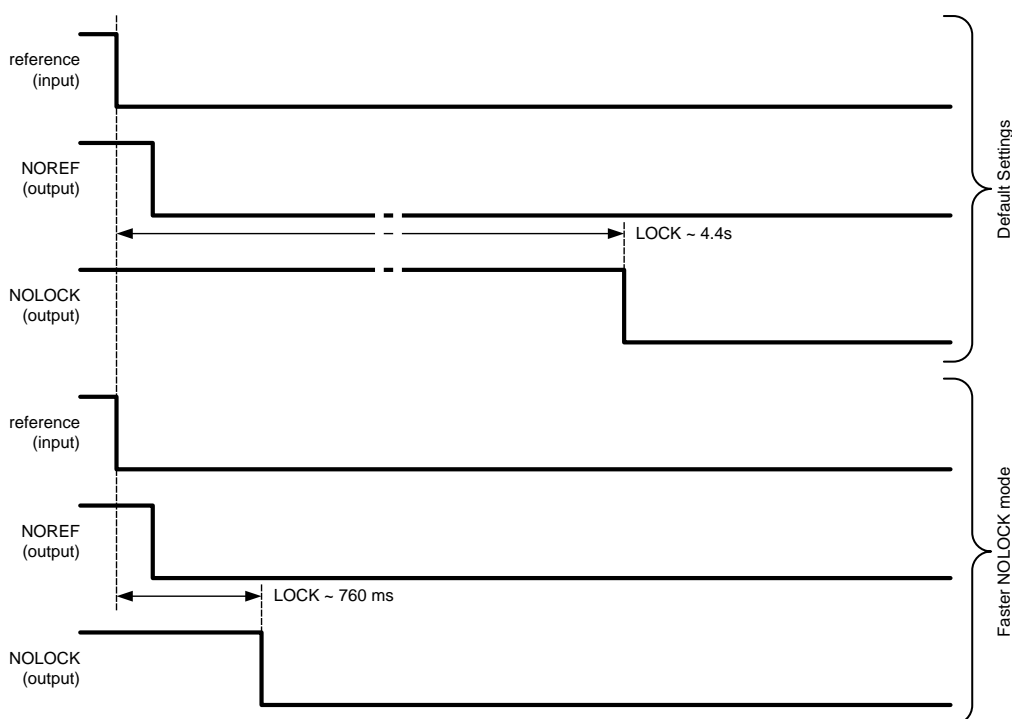 reference
(input)
NOREF
(output)
LOCK ~ 4.4s
NOLOCK
(output)
Default Settings
reference
(input)
NOREF
(output)
LOCK ~ 760 ms
NOLOCK
(output)
Faster NOLOCK mode